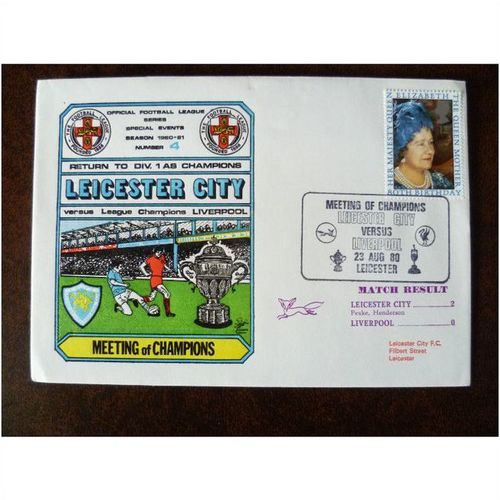 OFFICIAL FOOTBALL LEAGUE
SERIES
SPECIAL EVENTS
SEASON 1980-81
NUMBER 4
RETURN TO DIV. 1 AS CHAMPIONS
LEICESTER CITY
versus League Champions LIVERPOOL
MEETING of CHAMPIONS
HER MAJESTY QUEEN
ELIZABETH
THE QUEEN MOTHER
80TH BIRTHDAY
MEETING OF CHAMPIONS
LEICESTER CITY
VERSUS
LIVERPOOL
23 AUG 80
LEICESTER
MATCH RESULT
LEICESTER CITY 2
Peake, Henderson
LIVERPOOL 0
Leicester City F.C.
Filbert Street
Leicester